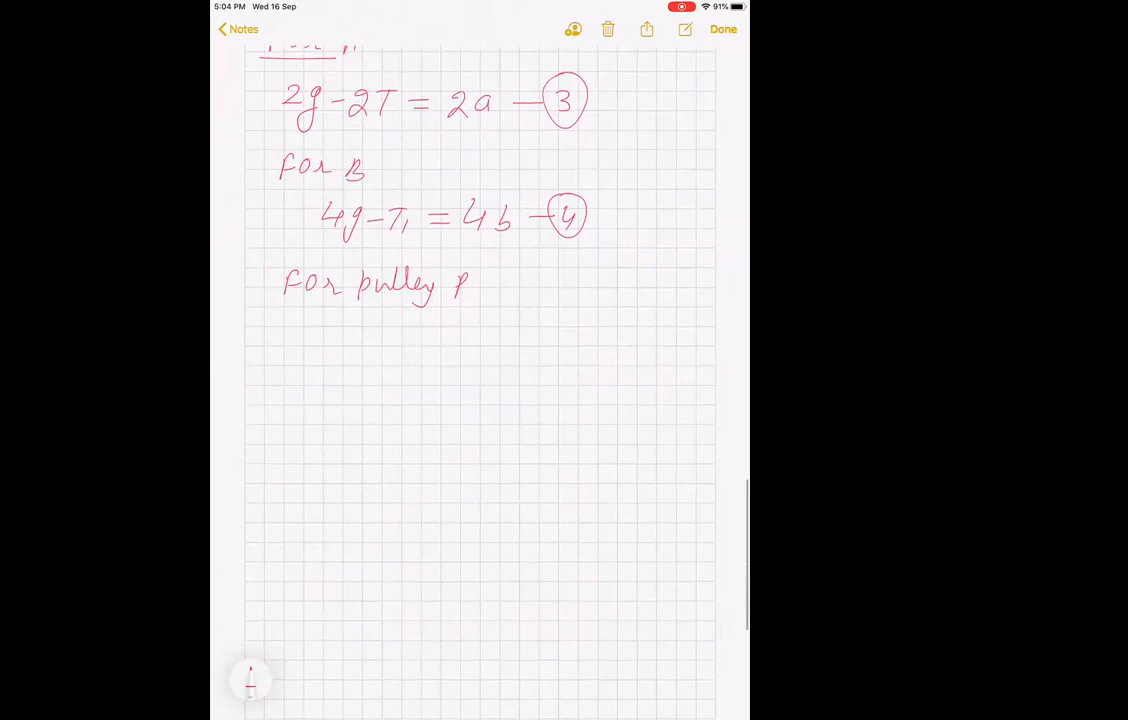 5:04 PM Wed 16 Sep 91%
Notes Done
2g - 2T = 2a — 3
For B
4g - T1 = 4b — 4
For pulley P